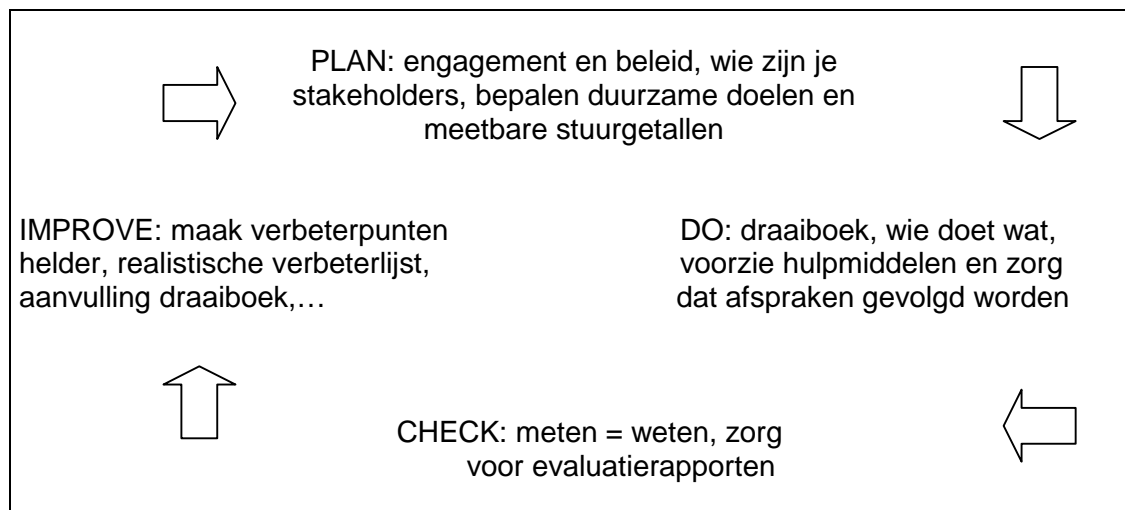 PLAN: engagement en beleid, wie zijn je
stakeholders, bepalen duurzame doelen en
meetbare stuurgetallen
IMPROVE: maak verbeterpunten
helder, realistische verbeterlijst,
aanvulling draaiboek,…
DO: draaiboek, wie doet wat,
voorzie hulpmiddelen en zorg
dat afspraken gevolgd worden
CHECK: meten = weten, zorg
voor evaluatierapporten